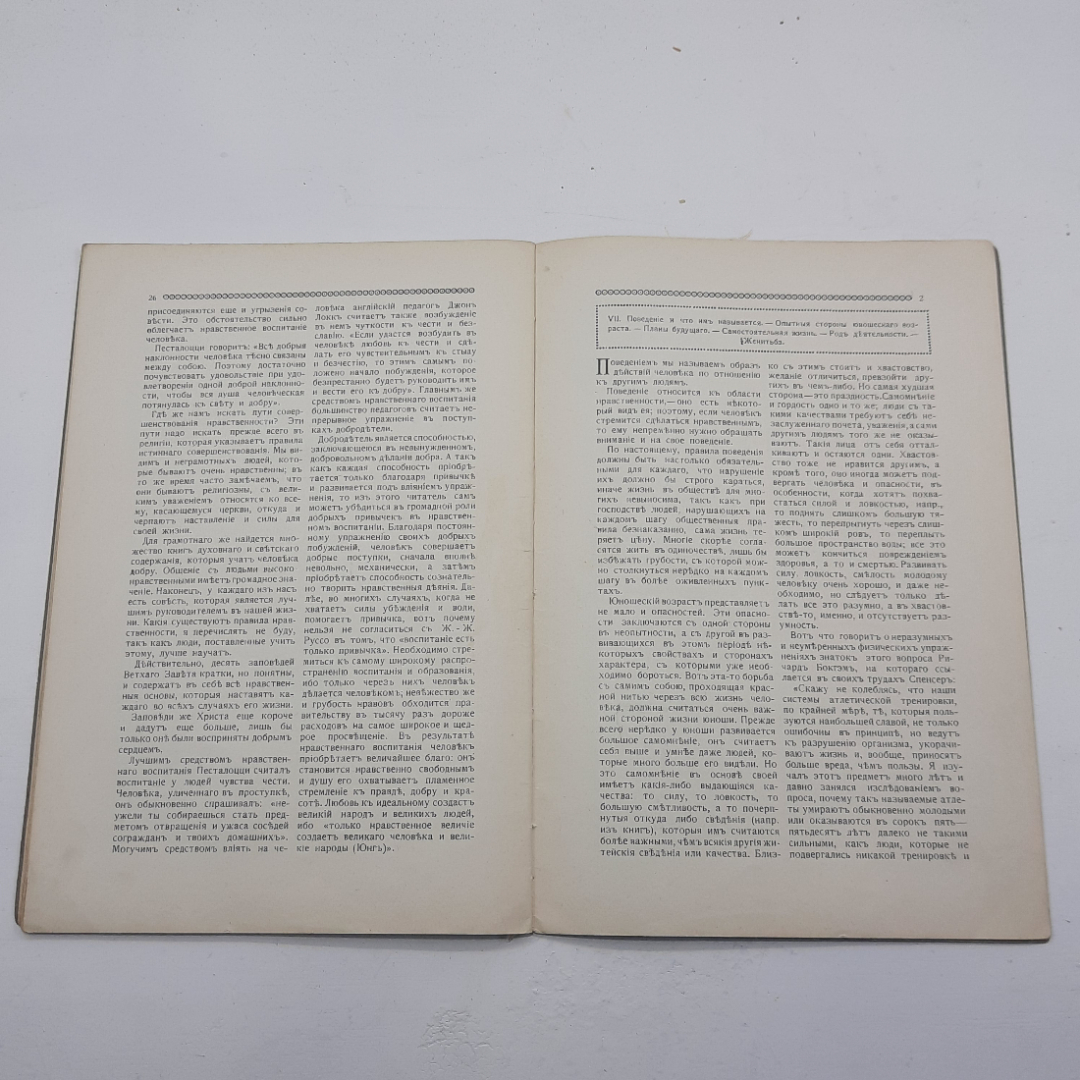 26
присоединяются еще и угрызенія со-
вѣсти. Это обстоятельство сильно
облегчаетъ нравственное воспитаніе
человѣка.
Песталоцци говоритъ: «Всѣ добрыя
наклонности человѣка тѣсно связаны
между собою. Поэтому достаточно
почувствовать удовольствіе при удо-
влетвореніи одной доброй наклонно-
сти, чтобы вся душа человѣческая
потянулась къ свѣту и добру».
Гдѣ же намъ искать пути совер-
шенствованія нравственности? Эти
пути надо искать прежде всего въ
религіи, которая указываетъ правила
истиннаго совершенствованія. Мы ви-
димъ и неграмотныхъ людей, кото-
рые бываютъ очень нравственны; въ
то же время часто замѣчаемъ, что
они бываютъ религіозны, съ вели-
кимъ уваженіемъ относятся ко все-
му, касающемуся церкви, откуда и
черпаютъ наставленіе и силы для
своей жизни.
Для грамотнаго же найдется мно-
жество книгъ духовнаго и свѣтскаго
содержанія, которыя учатъ человѣка
добру. Общеніе съ людьми высоко
нравственными имѣетъ громадное зна-
ченіе. Наконецъ, у каждаго изъ насъ
есть совѣсть, которая является луч-
шимъ руководителемъ въ нашей жиз-
ни. Какія существуютъ правила нрав-
ственности, я перечислять не буду,
такъ какъ люди, поставленные учить
этому, лучше научатъ.
Дѣйствительно, десять заповѣдей
Ветхаго Завѣта кратки, но понятны,
и содержатъ въ себѣ всѣ нравствен-
ныя основы, которыя наставятъ ка-
ждаго во всѣхъ случаяхъ его жизни.
Заповѣди же Христа еще короче
и дадутъ еще больше, лишь бы
только онѣ были восприняты добрымъ
сердцемъ.
Лучшимъ средствомъ нравствен-
наго воспитанія Песталоцци считалъ
воспитаніе у людей чувства чести.
Человѣка, уличеннаго въ проступкѣ,
онъ обыкновенно спрашивалъ: «не-
ужели ты собираешься стать пред-
метомъ отвращенія и ужаса сосѣдей
согражданъ и твоихъ домашнихъ».
Могучимъ средствомъ вліять на че-
ловѣка англійскій педагогъ Джонъ
Локкъ считаетъ также возбужденіе
въ немъ чуткости къ чести и без-
славію. «Если удастся возбудить въ
человѣкѣ любовь къ чести и сдѣ-
лать его чувствительнымъ къ стыду
и безчестію, то этимъ самымъ по-
ложено начало побужденія, которое
безпрестанно будетъ руководить имъ
и вести его къ добру». Главнымъ же
средствомъ нравственнаго воспитанія
большинство педагоговъ считаетъ не-
прерывное упражненіе въ поступ-
кахъ добродѣтели.
Добродѣтель является способностью,
заключающеюся въ невынужденномъ,
добровольномъ дѣланіи добра. А такъ
какъ каждая способность пріобрѣ-
тается только благодаря привычкѣ
и развивается подъ вліяніемъ упраж-
ненія, то изъ этого читатель самъ
можетъ убѣдиться въ громадной роли
добрыхъ привычекъ въ нравствен-
номъ воспитаніи. Благодаря постоян-
ному упражненію своихъ добрыхъ
побужденій, человѣкъ совершаетъ
добрые поступки, сначала вполнѣ
невольно, механически, а затѣмъ
пріобрѣтаетъ способность сознатель-
но творить нравственныя дѣянія. Да-
лѣе, во многихъ случаяхъ, когда не
хватаетъ силы убѣжденія и воли,
помогаетъ привычка, вотъ почему
нельзя не согласиться съ Ж.-Ж.
Руссо въ томъ, что «воспитаніе есть
только привычка». Необходимо стре-
миться къ самому широкому распро-
страненію воспитанія и образованія,
ибо только черезъ нихъ человѣкъ
дѣлается человѣкомъ; невѣжество же
и грубость нравовъ обходится пра-
вительству въ тысячу разъ дороже
расходовъ на самое широкое и щед-
рое просвѣщеніе. Въ результатѣ
нравственнаго воспитанія человѣкъ
пріобрѣтаетъ величайшее благо: онъ
становится нравственно свободнымъ
и душу его охватываетъ пламенное
стремленіе къ правдѣ, добру и кра-
сотѣ. Любовь къ идеальному создастъ
великій народъ и великихъ людей,
ибо «только нравственное величіе
создаетъ великаго человѣка и вели-
кіе народы (Юнгъ)».
2
VII. Поведеніе и что имъ называется. — Опытныя стороны юношескаго воз-
раста. — Планы будущаго. — Самостоятельная жизнь. — Родъ дѣятельности. —
Женитьба.
Поведеніемъ мы называемъ образъ
дѣйствій человѣка по отношенію
къ другимъ людямъ.
Поведеніе относится къ области
нравственности,—оно есть нѣкото-
рый видъ ея; поэтому, если человѣкъ
стремится сдѣлаться нравственнымъ,
то ему непремѣнно нужно обращать
вниманіе и на свое поведеніе.
По настоящему, правила поведенія
должны быть настолько обязатель-
ными для каждаго, что нарушеніе
ихъ должно бы строго караться,
иначе жизнь въ обществѣ для мно-
гихъ невыносима, такъ какъ при
господствѣ людей, нарушающихъ на
каждомъ шагу общественныя пра-
вила безнаказанно, сама жизнь те-
ряетъ цѣну. Многіе скорѣе согла-
сятся жить въ одиночествѣ, лишь бы
избѣжать грубости, съ которой мож-
но столкнуться нерѣдко на каждомъ
шагу въ болѣе оживленныхъ пунк-
тахъ.
Юношескій возрастъ представляетъ
не мало и опасностей. Эти опасно-
сти заключаются съ одной стороны
въ неопытности, а съ другой въ раз-
вивающихся въ этомъ періодѣ нѣ-
которыхъ свойствахъ и сторонахъ
характера, съ которыми уже необ-
ходимо бороться. Вотъ эта-то борьба
съ самимъ собою, проходящая крас-
ной нитью черезъ всю жизнь чело-
вѣка, должна считаться очень важ-
ной стороной жизни юноши. Прежде
всего нерѣдко у юноши развивается
большое самомнѣніе, онъ считаетъ
себя выше и умнѣе даже людей, ко-
торые много больше его видѣли. Но
это самомнѣніе въ основѣ своей
имѣетъ какія-либо выдающіяся ка-
чества: то силу, то ловкость, то
большую смѣтливость, а то почерп-
нутыя откуда либо свѣдѣнія (напр.
изъ книгъ), которыя имъ считаются
болѣе важными, чѣмъ всякія другія жи-
тейскія свѣдѣнія или качества. Близ-
ко съ этимъ стоитъ и хвастовство,
желаніе отличиться, превзойти дру-
гихъ въ чемъ-либо. Но самая худшая
сторона—это праздность. Самомнѣніе
и гордость одно и то же; люди съ та-
кими качествами требуютъ себѣ не-
заслуженнаго почета, уваженія, а сами
другимъ людямъ того же не оказы-
ваютъ. Такія лица отъ себя оттал-
киваютъ и остаются одни. Хвастов-
ство тоже не нравится другимъ, а
кромѣ того, оно иногда можетъ под-
вергать человѣка и опасности, въ
особенности, когда хотятъ похва-
статься силой и ловкостью, напр.,
то поднять слишкомъ большую тя-
жесть, то перепрыгнуть черезъ слиш-
комъ широкій ровъ, то переплыть
большое пространство воды; все это
можетъ кончиться поврежденіемъ
здоровья, а то и смертью. Развивать
силу, ловкость, смѣлость молодому
человѣку очень хорошо, и даже не-
обходимо, но слѣдуетъ только дѣ-
лать все это разумно, а въ хвастов-
ствѣ-то, именно, и отсутствуетъ ра-
зумность.
Вотъ что говоритъ о неразумныхъ
и неумѣренныхъ физическихъ упраж-
неніяхъ знатокъ этого вопроса Ри-
чардъ Боктэмъ, на котораго ссы-
лается въ своихъ трудахъ Спенсеръ:
«Скажу не колеблясь, что наши
системы атлетической тренировки,
по крайней мѣрѣ, тѣ, которыя поль-
зуются наибольшей славой, не только
ошибочны въ принципѣ, но ведутъ
къ разрушенію организма, укорачи-
ваютъ жизнь и, вообще, приносятъ
больше вреда, чѣмъ пользы. Я изу-
чалъ этотъ предметъ много лѣтъ и
давно занялся изслѣдованіемъ во-
проса, почему такъ называемые атле-
ты умираютъ обыкновенно молодыми
или оказываются въ сорокъ пять—
пятьдесятъ лѣтъ далеко не такими
сильными, какъ люди, которые не
подвергались никакой тренировкѣ и